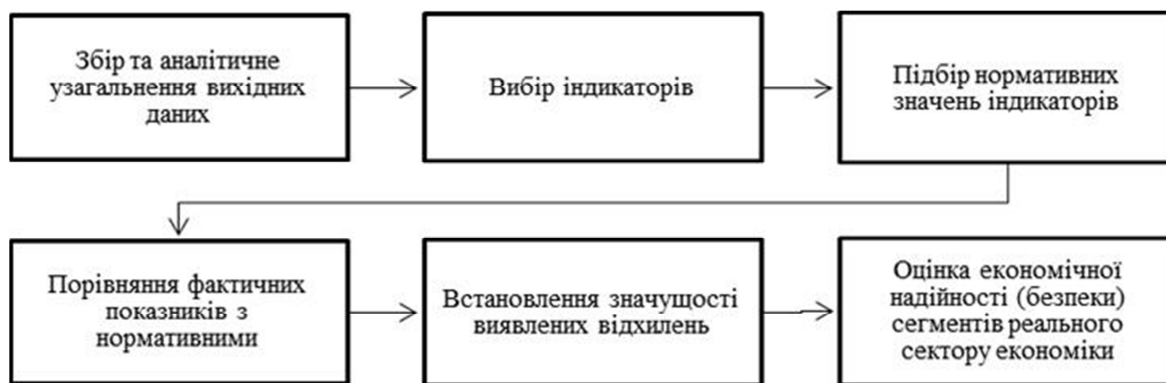 Збір та аналітичне
узагальнення вихідних
даних
Вибір індикаторів
Підбір нормативних
значень індикаторів
Порівняння фактичних
показників з
нормативними
Встановлення значущості
виявлених відхилень
Оцінка економічної
надійності (безпеки)
сегментів реального
сектору економіки